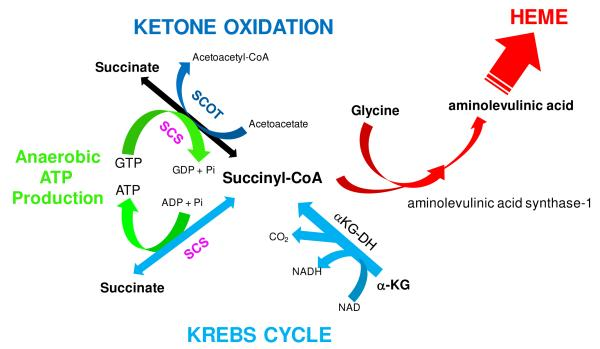 HEME
KETONE OXIDATION
Acetoacetyl-CoA
Succinate
SCOT
Glycine
aminolevulinic acid
SCS
Acetoacetate
Anaerobic
ATP
Production
GTP
GDP + Pi
Succinyl-CoA
ATP
ADP + Pi
aminolevulinic acid synthase-1
SCS
αKG-DH
CO₂
NADH
Succinate
α-KG
NAD
KREBS CYCLE